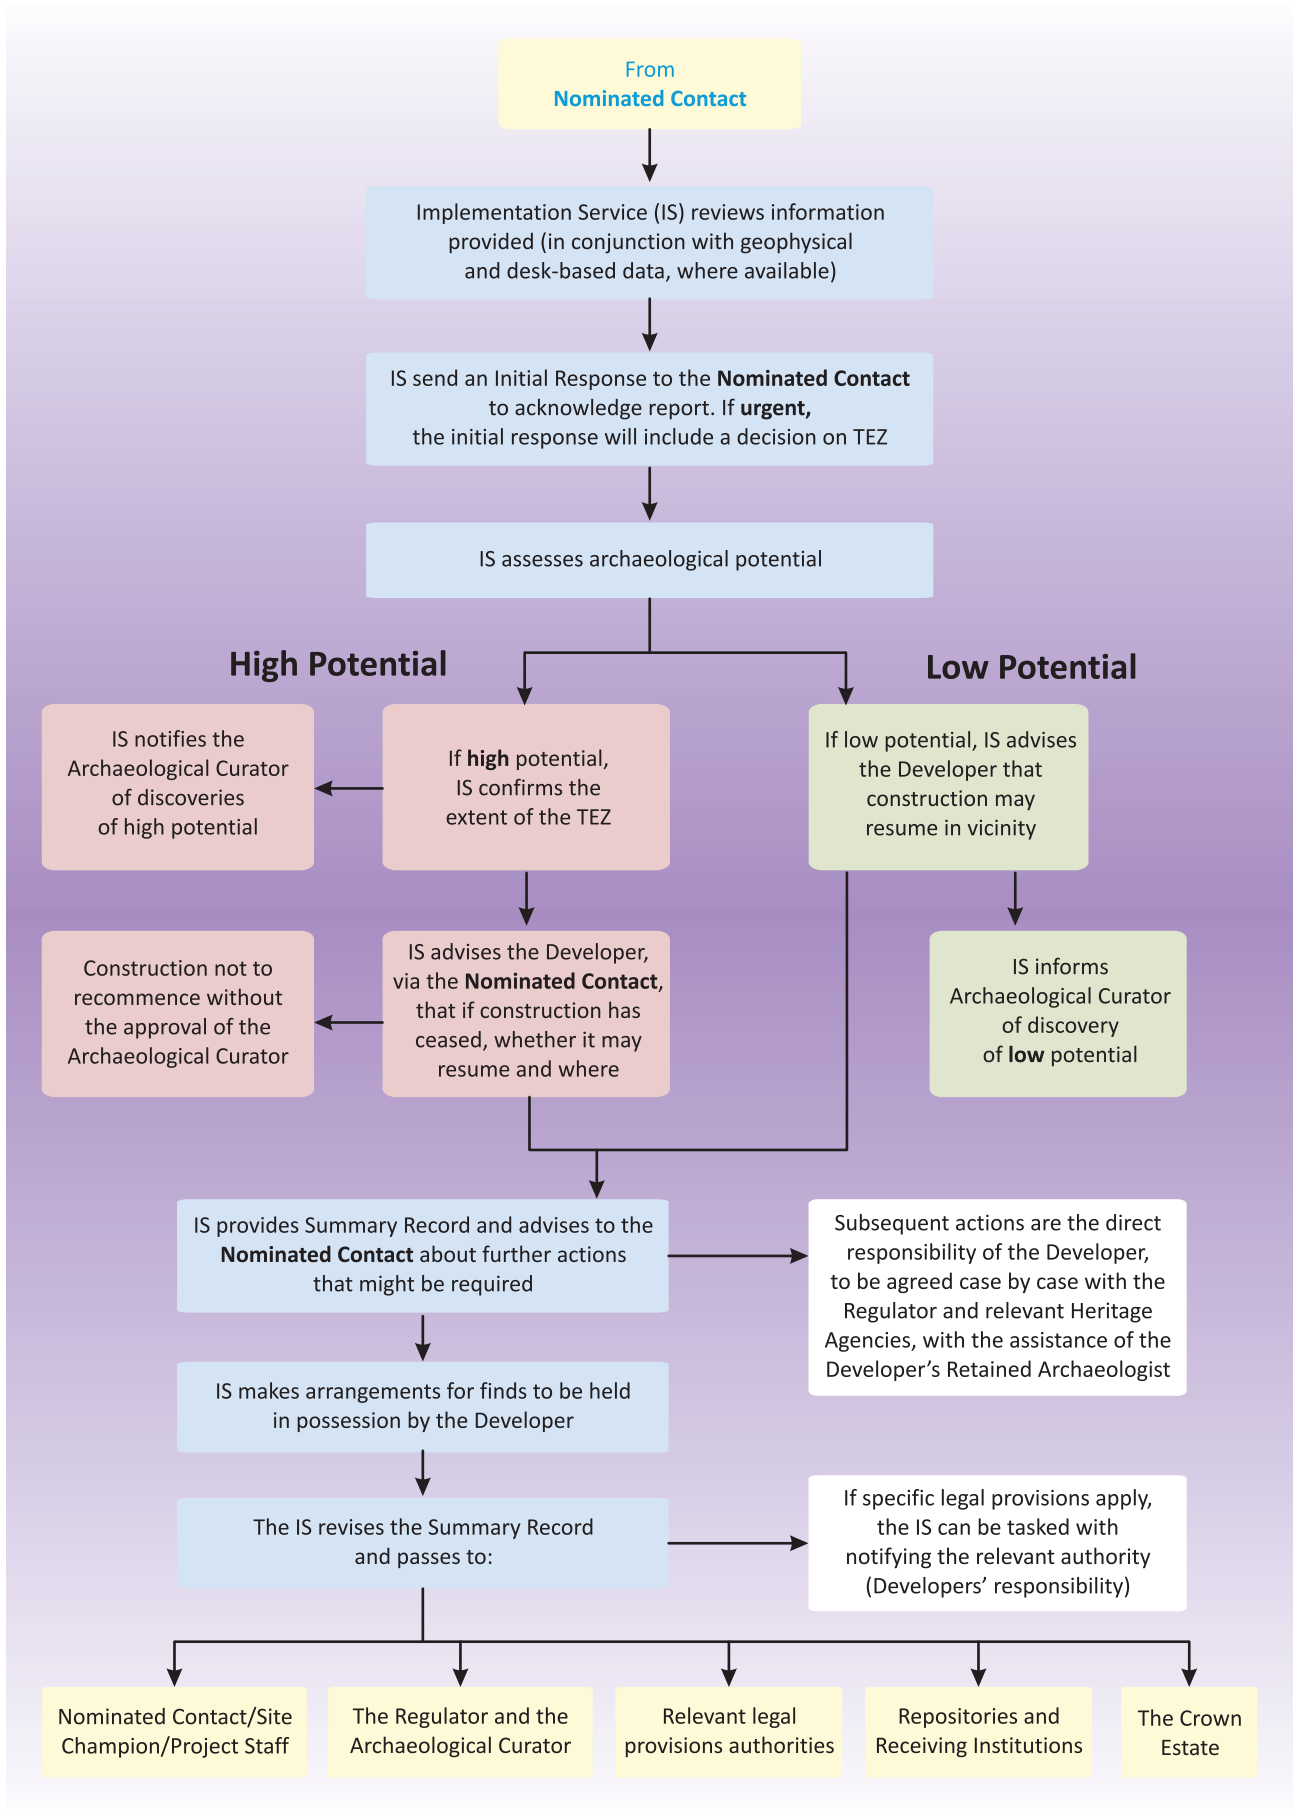 From
Nominated Contact
Implementation Service (IS) reviews information
provided (in conjunction with geophysical
and desk-based data, where available)
IS send an Initial Response to the Nominated Contact
to acknowledge report. If urgent,
the initial response will include a decision on TEZ
IS assesses archaeological potential
High Potential
Low Potential
IS notifies the
Archaeological Curator
of discoveries
of high potential
If high potential,
IS confirms the
extent of the TEZ
If low potential, IS advises
the Developer that
construction may
resume in vicinity
Construction not to
recommence without
the approval of the
Archaeological Curator
IS advises the Developer,
via the Nominated Contact,
that if construction has
ceased, whether it may
resume and where
IS informs
Archaeological Curator
of discovery
of low potential
IS provides Summary Record and advises to the
Nominated Contact about further actions
that might be required
Subsequent actions are the direct
responsibility of the Developer,
to be agreed case by case with the
Regulator and relevant Heritage
Agencies, with the assistance of the
Developer’s Retained Archaeologist
IS makes arrangements for finds to be held
in possession by the Developer
The IS revises the Summary Record
and passes to:
If specific legal provisions apply,
the IS can be tasked with
notifying the relevant authority
(Developers’ responsibility)
Nominated Contact/Site
Champion/Project Staff
The Regulator and the
Archaeological Curator
Relevant legal
provisions authorities
Repositories and
Receiving Institutions
The Crown
Estate